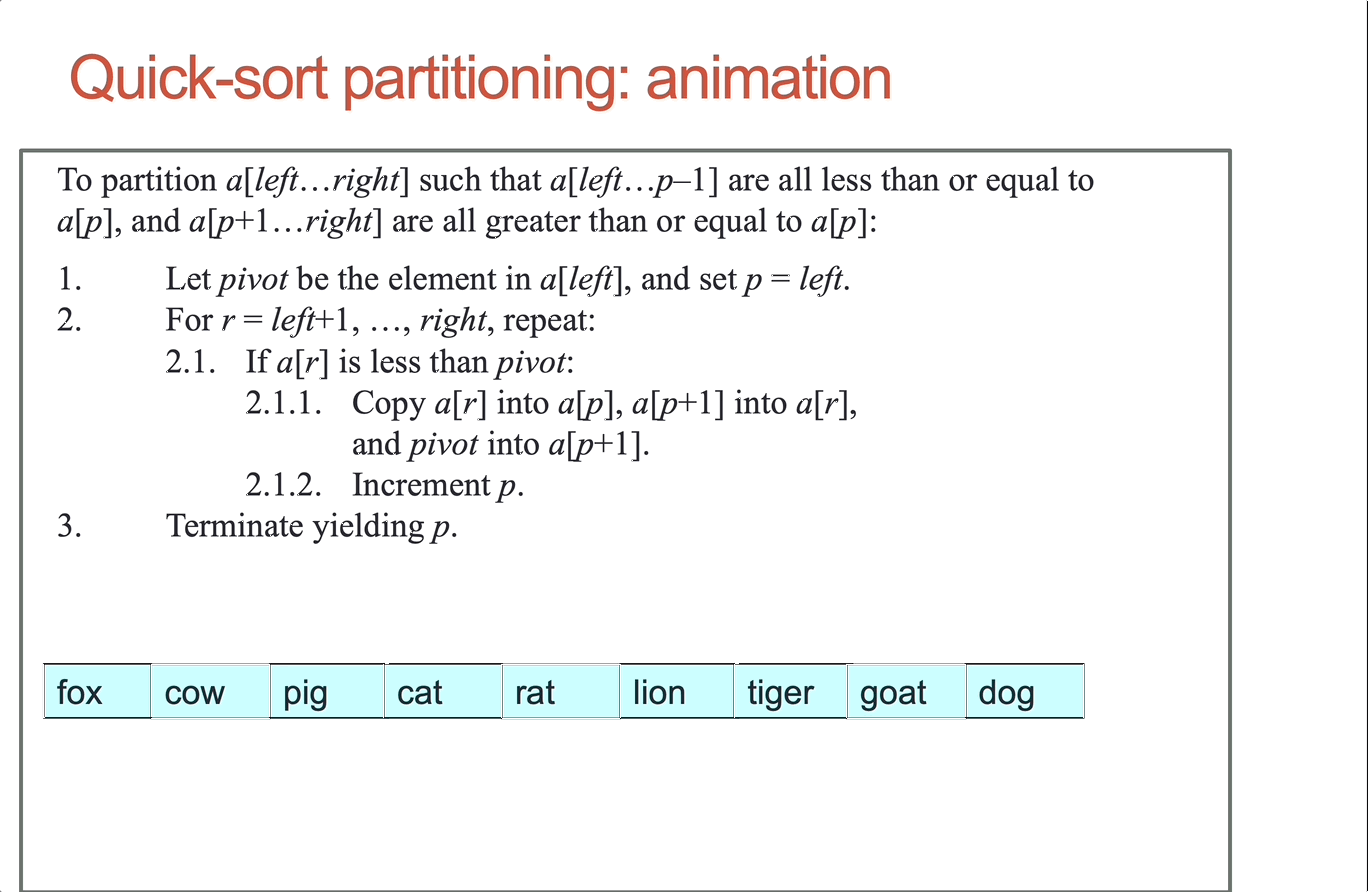 Quick-sort partitioning: animation
To partition a[left…right] such that a[left…p–1] are all less than or equal to
a[p], and a[p+1…right] are all greater than or equal to a[p]:
1. Let pivot be the element in a[left], and set p = left.
2. For r = left+1, …, right, repeat:
2.1. If a[r] is less than pivot:
2.1.1. Copy a[r] into a[p], a[p+1] into a[r],
and pivot into a[p+1].
2.1.2. Increment p.
3. Terminate yielding p.
fox cow pig cat rat lion tiger goat dog